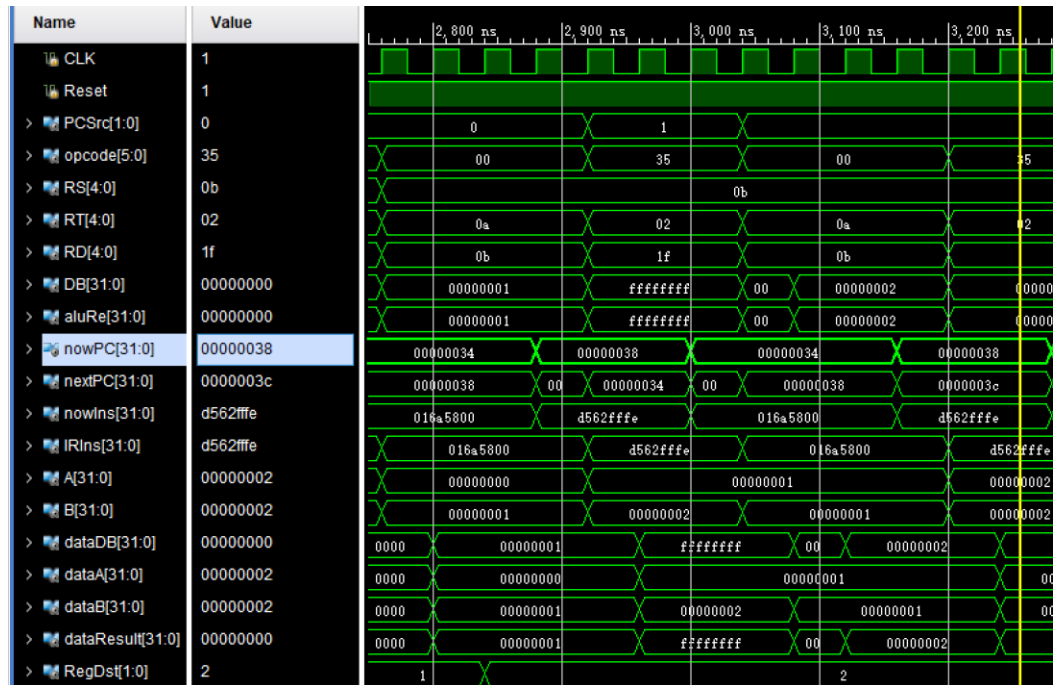 Name Value 2,800 ns 2,900 ns 3,000 ns 3,100 ns 3,200 ns
CLK 1
Reset 1
PCSrc[1:0] 0 0 1
opcode[5:0] 35 00 35 00 35
RS[4:0] 0b 0b
RT[4:0] 02 0a 02 0a 02
RD[4:0] 1f 0b 1f 0b
DB[31:0] 00000000 00000001 ffffffff 00 00000002 00000
aluRe[31:0] 00000000 00000001 ffffffff 00 00000002 00000
nowPC[31:0] 00000038 00000034 00000038 00000034 00000038
nextPC[31:0] 0000003c 00000038 00 00000034 00 00000038 0000003c
nowIns[31:0] d562fffe 016a5800 d562fffe 016a5800 d562fffe
IRIns[31:0] d562fffe 016a5800 d562fffe 016a5800 d562fffe
A[31:0] 00000002 00000000 00000001 00000002
B[31:0] 00000002 00000001 00000002 00000001 00000002
dataDB[31:0] 00000000 0000 00000001 ffffffff 00 00000002
dataA[31:0] 00000002 0000 00000000 00000001 00
dataB[31:0] 00000002 0000 00000001 00000002 00000001 00
dataResult[31:0] 00000000 0000 00000001 ffffffff 00 00000002
RegDst[1:0] 2 1 2